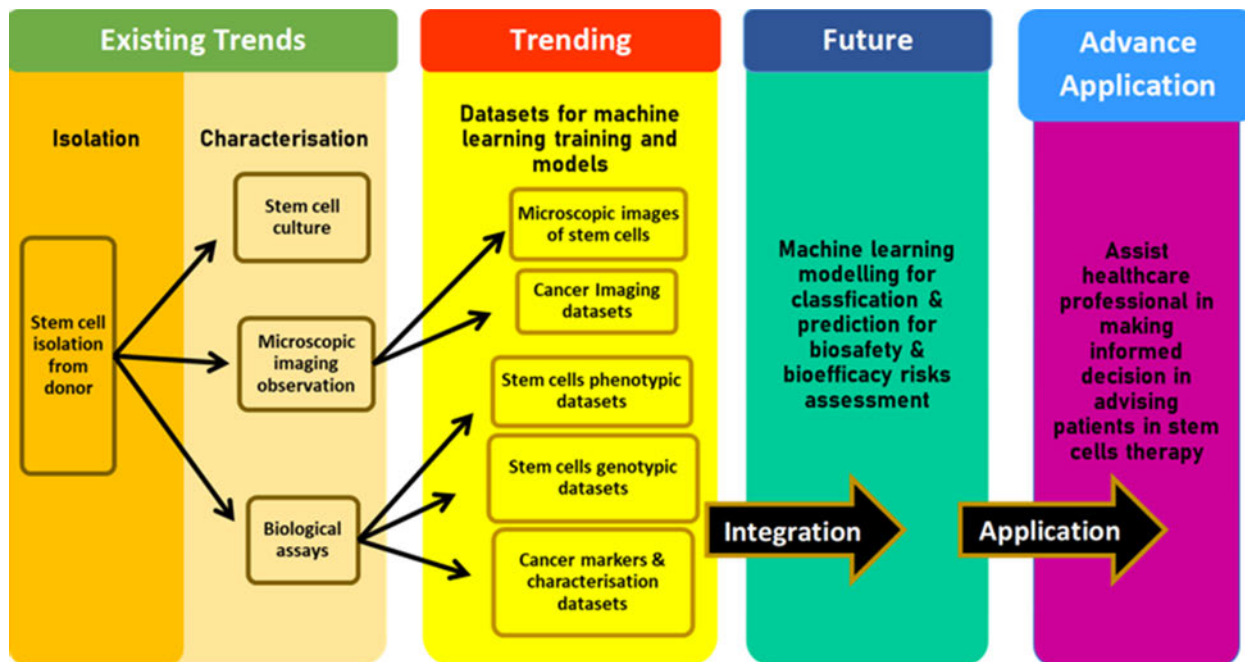 Existing Trends
Isolation
Characterisation
Stem cell
isolation
from
donor
Stem cell
culture
Microscopic
imaging
observation
Biological
assays
Trending
Datasets for machine
learning training and
models
Microscopic images
of stem cells
Cancer Imaging
datasets
Stem cells phenotypic
datasets
Stem cells genotypic
datasets
Cancer markers &
characterisation
datasets
Integration
Future
Machine learning
modelling for
classfication &
prediction for
biosafety &
bioefficacy risks
assessment
Application
Advance
Application
Assist
healthcare
professional in
making
informed
decision in
advising
patients in stem
cells therapy